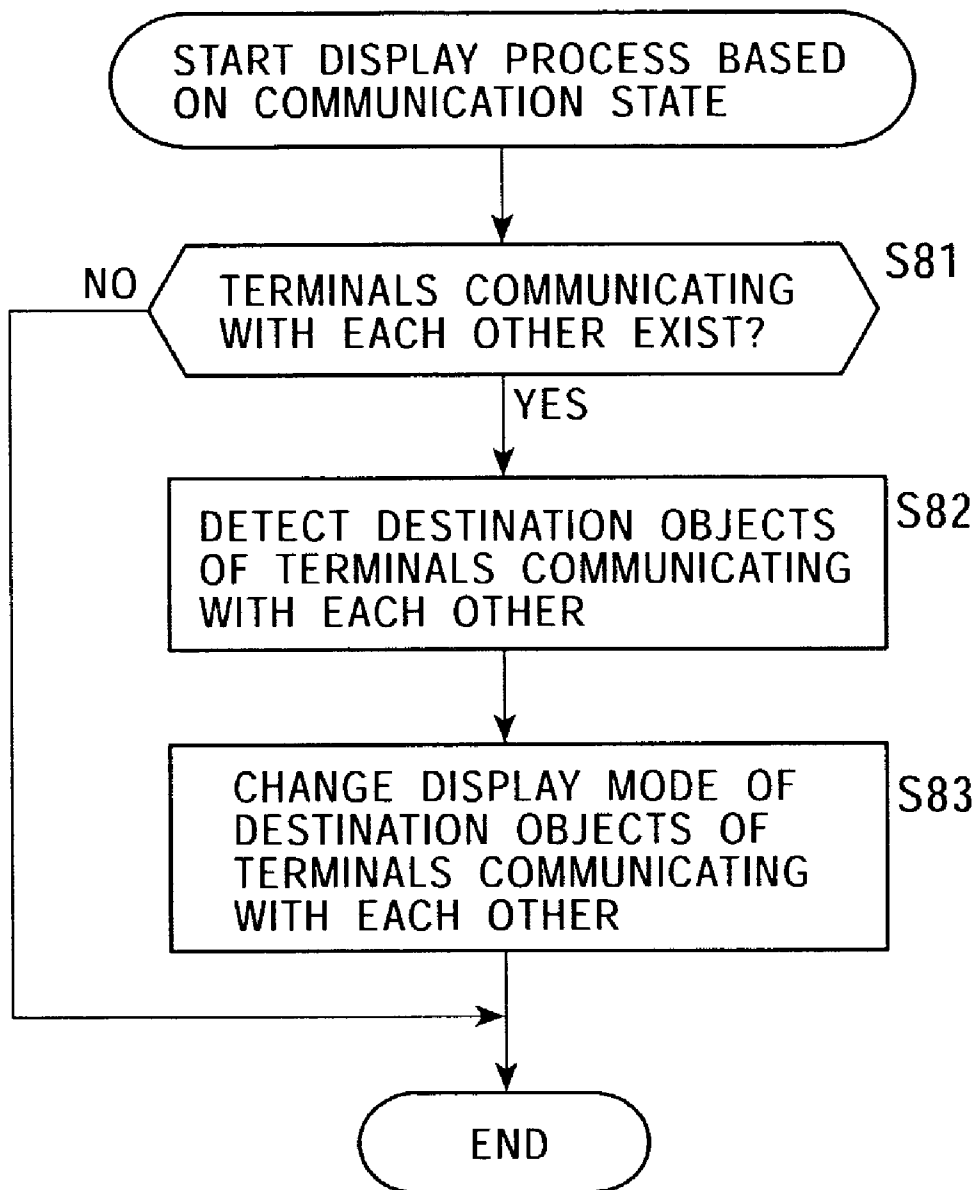 START DISPLAY PROCESS BASED
ON COMMUNICATION STATE
S81
NO
TERMINALS COMMUNICATING
WITH EACH OTHER EXIST?
YES
S82
DETECT DESTINATION OBJECTS
OF TERMINALS COMMUNICATING
WITH EACH OTHER
S83
CHANGE DISPLAY MODE OF
DESTINATION OBJECTS OF
TERMINALS COMMUNICATING
WITH EACH OTHER
END